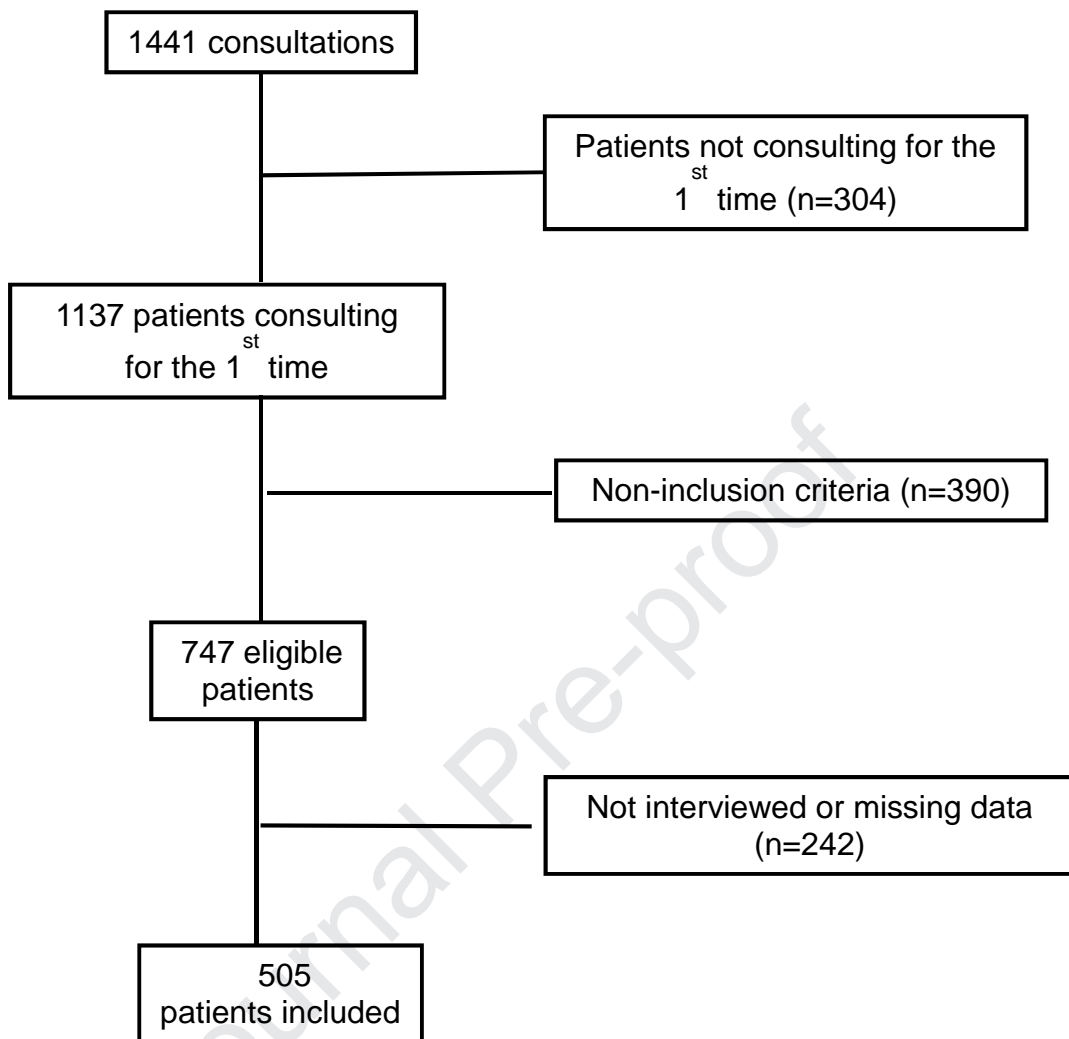 1441 consultations
Patients not consulting for the
1st time (n=304)
1137 patients consulting
for the 1st time
Non-inclusion criteria (n=390)
747 eligible
patients
Not interviewed or missing data
(n=242)
505
patients included
Journal Pre-proof